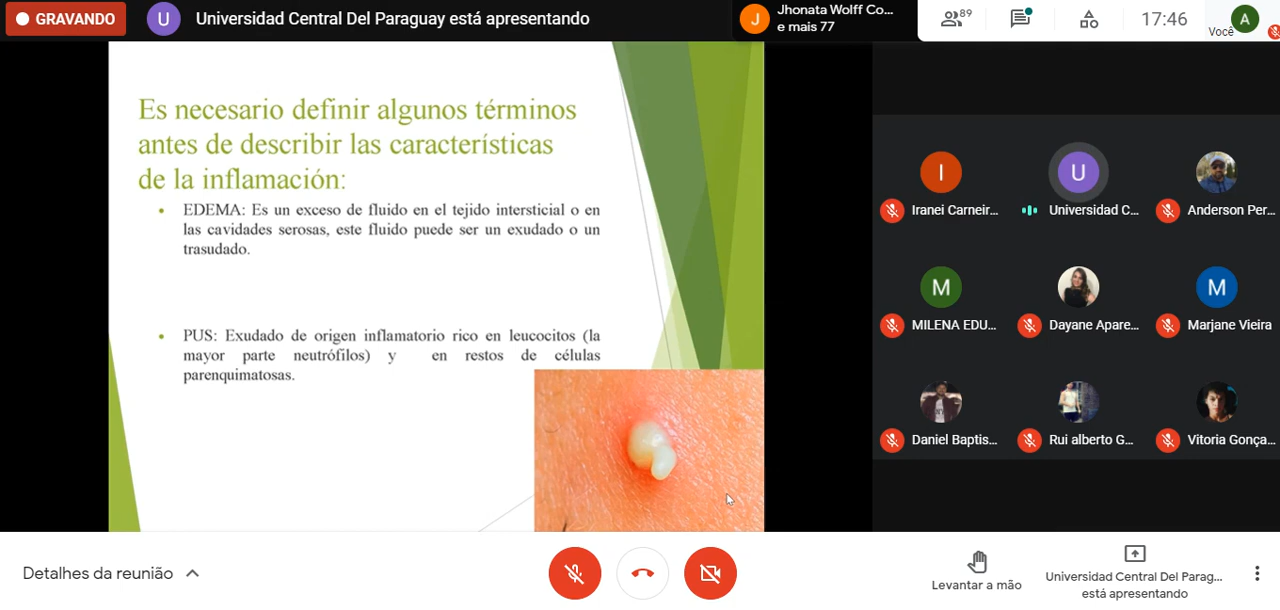 GRAVANDO
U
Universidad Central Del Paraguay está apresentando
J
Jhonata Wolff Co...
e mais 77
89
17:46
Você
A
Es necesario definir algunos términos
antes de describir las características
de la inflamación:
• EDEMA: Es un exceso de fluido en el tejido intersticial o en
las cavidades serosas, este fluido puede ser un exudado o un
trasudado.
• PUS: Exudado de origen inflamatorio rico en leucocitos (la
mayor parte neutrófilos) y en restos de células
parenquimatosas.
I
U
Iranei Carneir...
Universidad C...
Anderson Per...
M
M
MILENA EDU...
Dayane Apare...
Marjane Vieira
Daniel Baptis...
Rui alberto G...
Vitoria Gonça...
Detalhes da reunião
Levantar a mão
Universidad Central Del Parag...
está apresentando